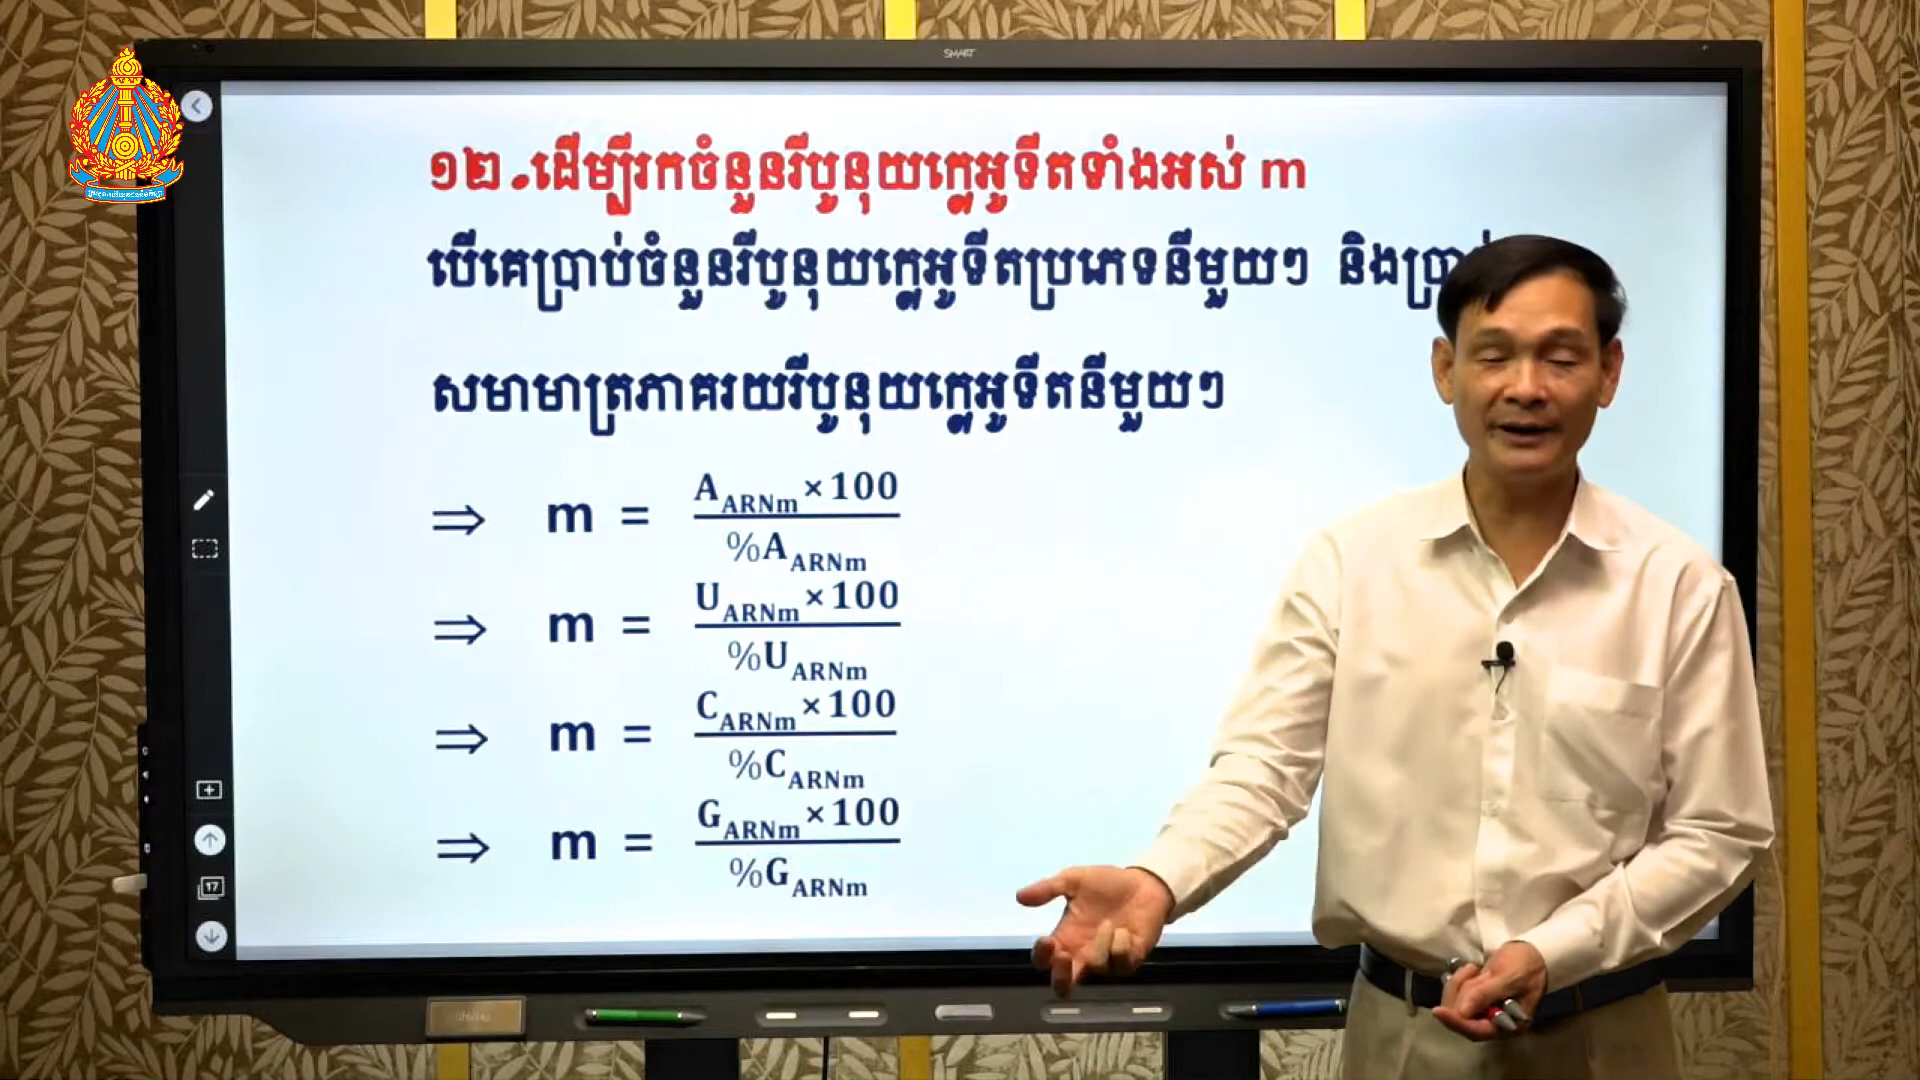 SMART
១២.ដើម្បីរកចំនួនរីបូនុយក្លេអូទីតទាំងអស់ m
បើគេប្រាប់ចំនួនរីបូនុយក្លេអូទីតប្រភេទនីមួយៗ និងប្រាប់
សមាមាត្រភាគរយរីបូនុយក្លេអូទីតនីមួយៗ
⇒ m = A_ARNm × 100 / %A_ARNm
⇒ m = U_ARNm × 100 / %U_ARNm
⇒ m = C_ARNm × 100 / %C_ARNm
⇒ m = G_ARNm × 100 / %G_ARNm
17